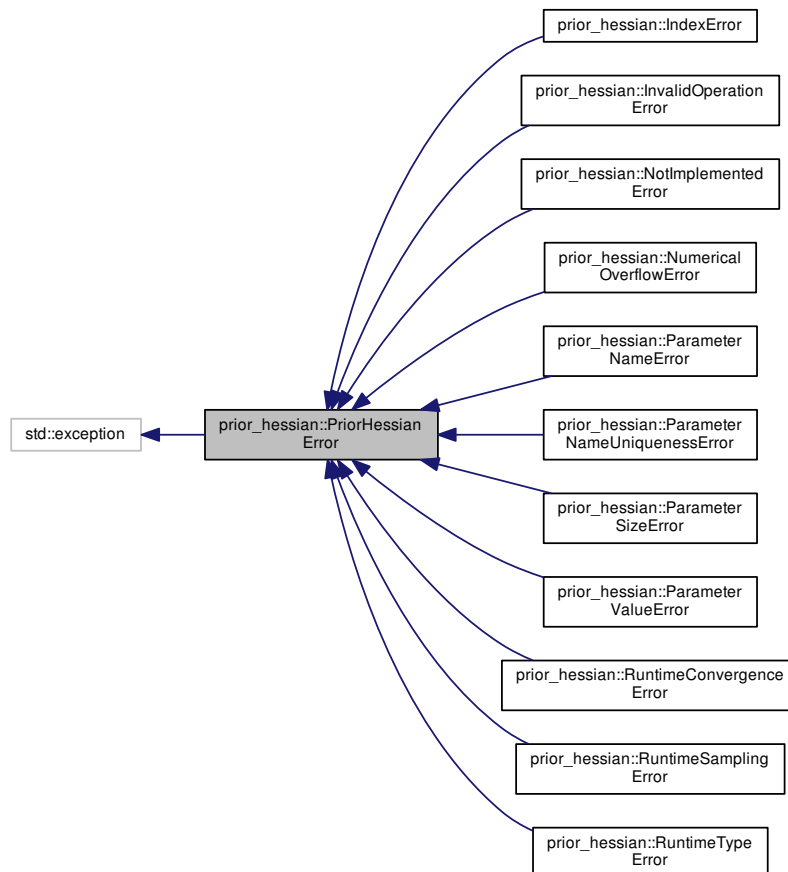 prior_hessian::IndexError
prior_hessian::InvalidOperation
Error
prior_hessian::NotImplemented
Error
prior_hessian::Numerical
OverflowError
prior_hessian::Parameter
NameError
std::exception
prior_hessian::PriorHessian
Error
prior_hessian::Parameter
NameUniquenessError
prior_hessian::Parameter
SizeError
prior_hessian::Parameter
ValueError
prior_hessian::RuntimeConvergence
Error
prior_hessian::RuntimeSampling
Error
prior_hessian::RuntimeType
Error